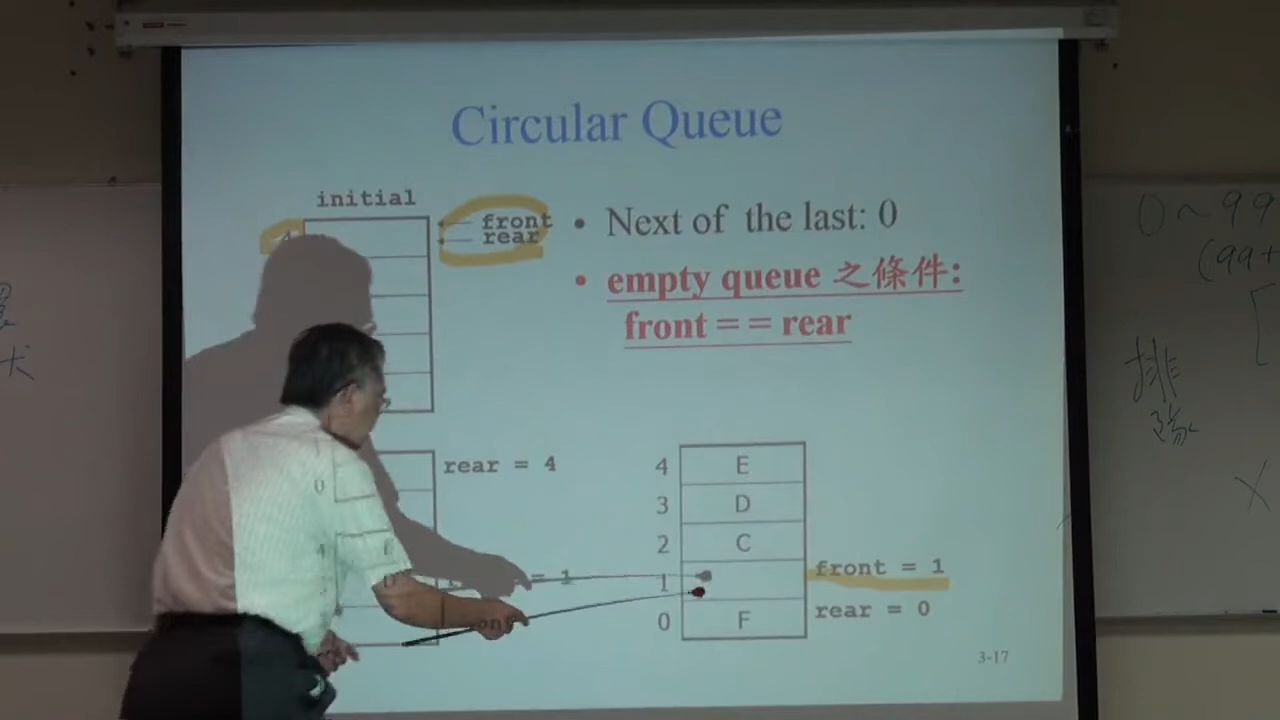 Circular Queue
initial
front
rear
• Next of the last: 0
• empty queue 之條件:
front = = rear
rear = 4
= 1
4 E
3 D
2 C
1
0 F
front = 1
rear = 0
3-17
0~99
(99+
排
隊